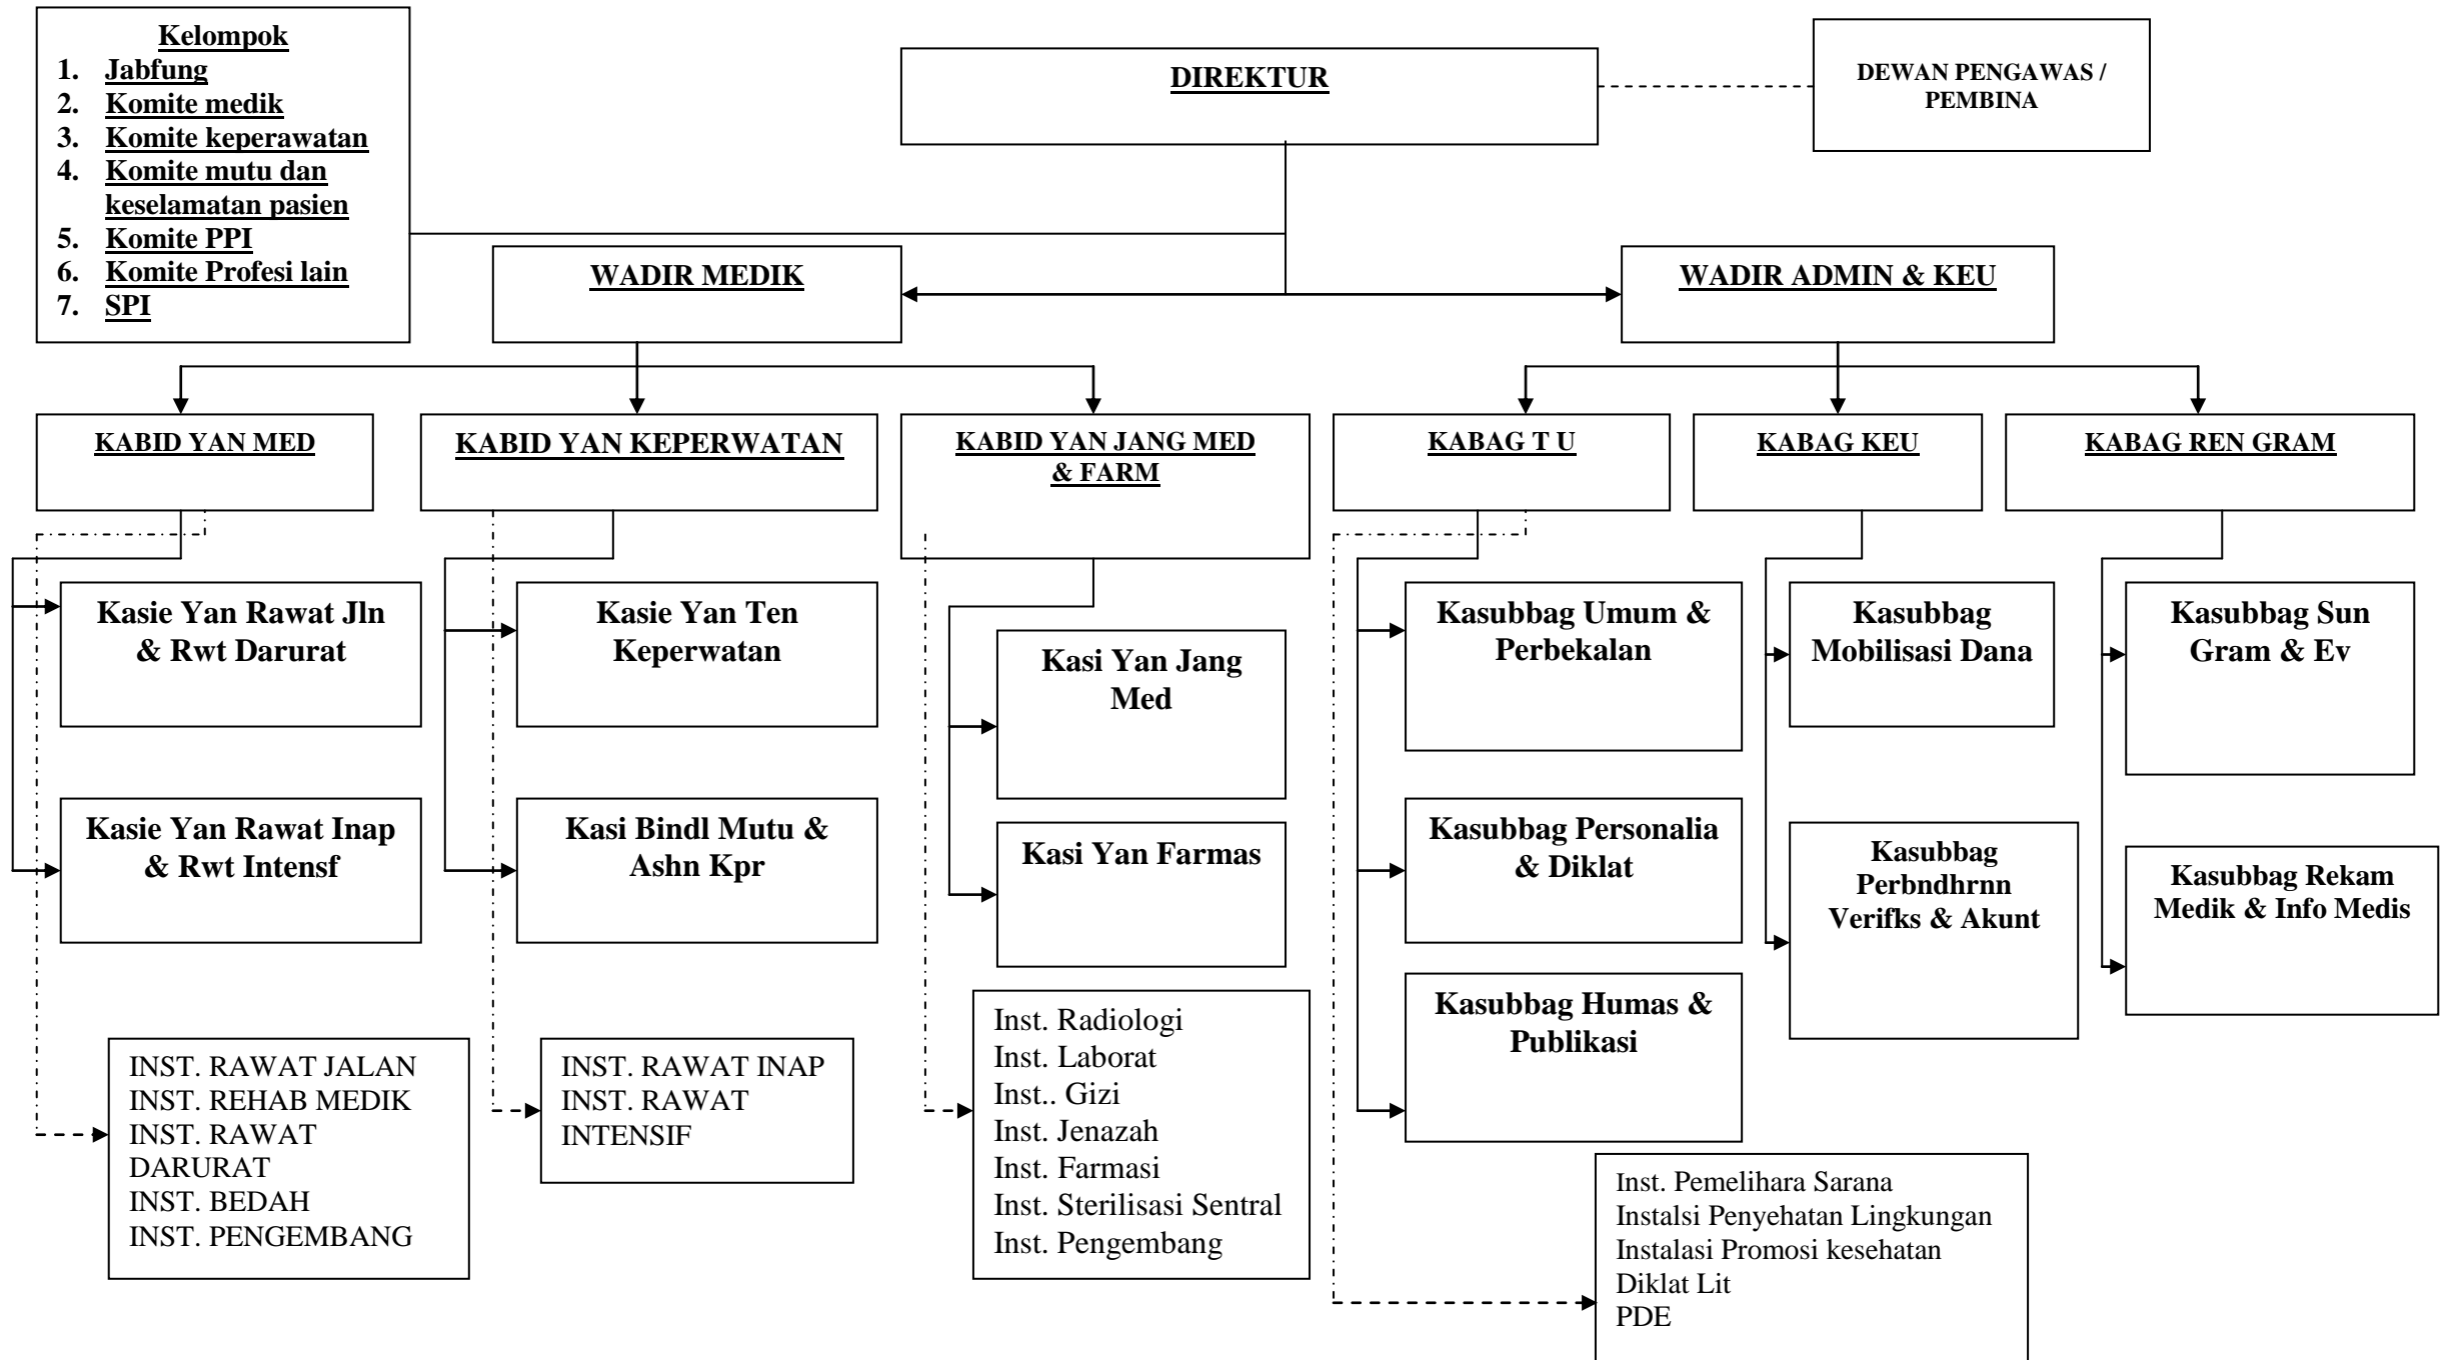 Kelompok
1. Jabfung
2. Komite medik
3. Komite keperawatan
4. Komite mutu dan
keselamatan pasien
5. Komite PPI
6. Komite Profesi lain
7. SPI
DIREKTUR
DEWAN PENGAWAS /
PEMBINA
WADIR MEDIK
WADIR ADMIN & KEU
KABID YAN MED
KABID YAN KEPERWATAN
KABID YAN JANG MED
& FARM
KABAG T U
KABAG KEU
KABAG REN GRAM
Kasie Yan Rawat Jln
& Rwt Darurat
Kasie Yan Ten
Keperwatan
Kasi Yan Jang
Med
Kasubbag Umum &
Perbekalan
Kasubbag
Mobilisasi Dana
Kasubbag Sun
Gram & Ev
Kasie Yan Rawat Inap
& Rwt Intensf
Kasi Bindl Mutu &
Ashn Kpr
Kasi Yan Farmas
Kasubbag Personalia
& Diklat
Kasubbag
Perbndhrnn
Verifks & Akunt
Kasubbag Rekam
Medik & Info Medis
Kasubbag Humas &
Publikasi
INST. RAWAT JALAN
INST. REHAB MEDIK
INST. RAWAT
DARURAT
INST. BEDAH
INST. PENGEMBANG
INST. RAWAT INAP
INST. RAWAT
INTENSIF
Inst. Radiologi
Inst. Laborat
Inst.. Gizi
Inst. Jenazah
Inst. Farmasi
Inst. Sterilisasi Sentral
Inst. Pengembang
Inst. Pemelihara Sarana
Instalsi Penyehatan Lingkungan
Instalasi Promosi kesehatan
Diklat Lit
PDE